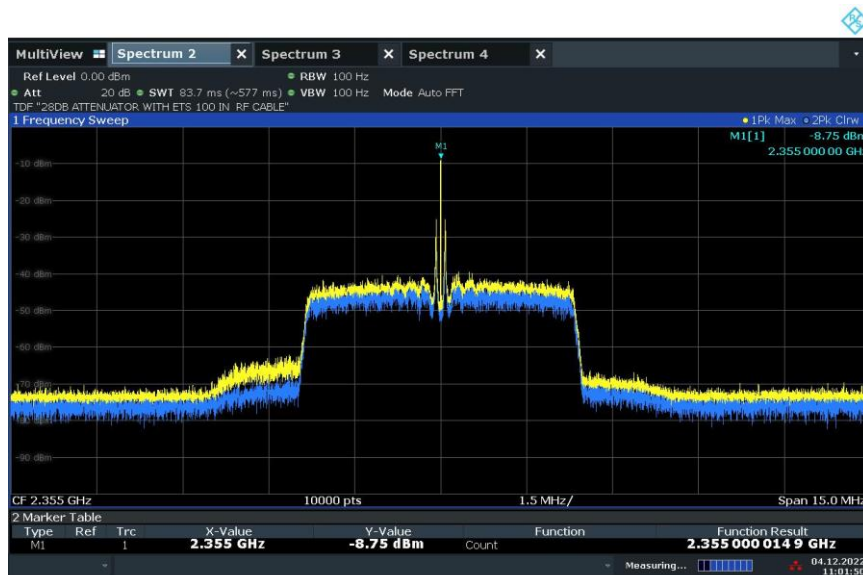 MultiView Spectrum 2 X Spectrum 3 X Spectrum 4 X
Ref Level 0.00 dBm RBW 100 Hz
Att 20 dB SWT 83.7 ms (~577 ms) VBW 100 Hz Mode Auto FFT
TDF "28DB ATTENUATOR WITH ETS 100 IN RF CABLE"
1 Frequency Sweep 1Pk Max 2Pk Clrw
M1[1] -8.75 dBm
2.355 000 00 GHz
M1
-10 dBm
-20 dBm
-30 dBm
-40 dBm
-50 dBm
-60 dBm
-70 dBm
-90 dBm
CF 2.355 GHz 10000 pts 1.5 MHz/ Span 15.0 MHz
2 Marker Table
Type Ref Trc X-Value Y-Value Function Function Result
M1 1 2.355 GHz -8.75 dBm Count 2.355 000 014 9 GHz
Measuring... 04.12.2022
11:01:50